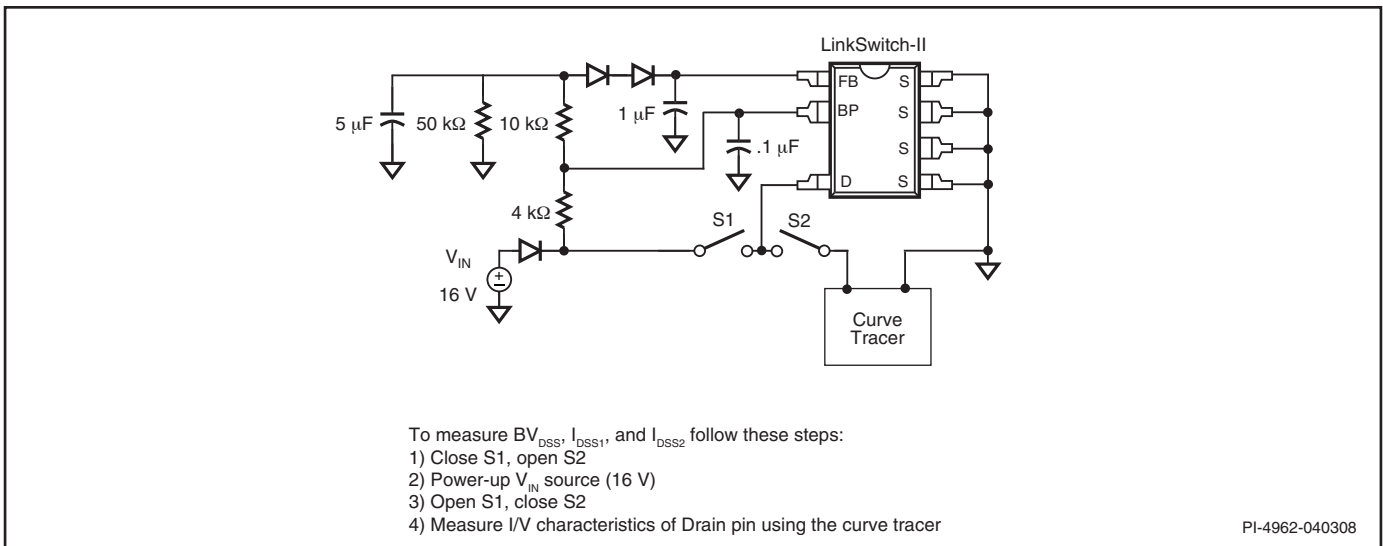 LinkSwitch-II
FB S
5 μF 50 kΩ 10 kΩ 1 μF BP S
.1 μF S
D S
4 kΩ S1 S2
V_IN
+
16 V
Curve
Tracer
To measure BV_DSS, I_DSS1, and I_DSS2 follow these steps:
1) Close S1, open S2
2) Power-up V_IN source (16 V)
3) Open S1, close S2
4) Measure I/V characteristics of Drain pin using the curve tracer
PI-4962-040308